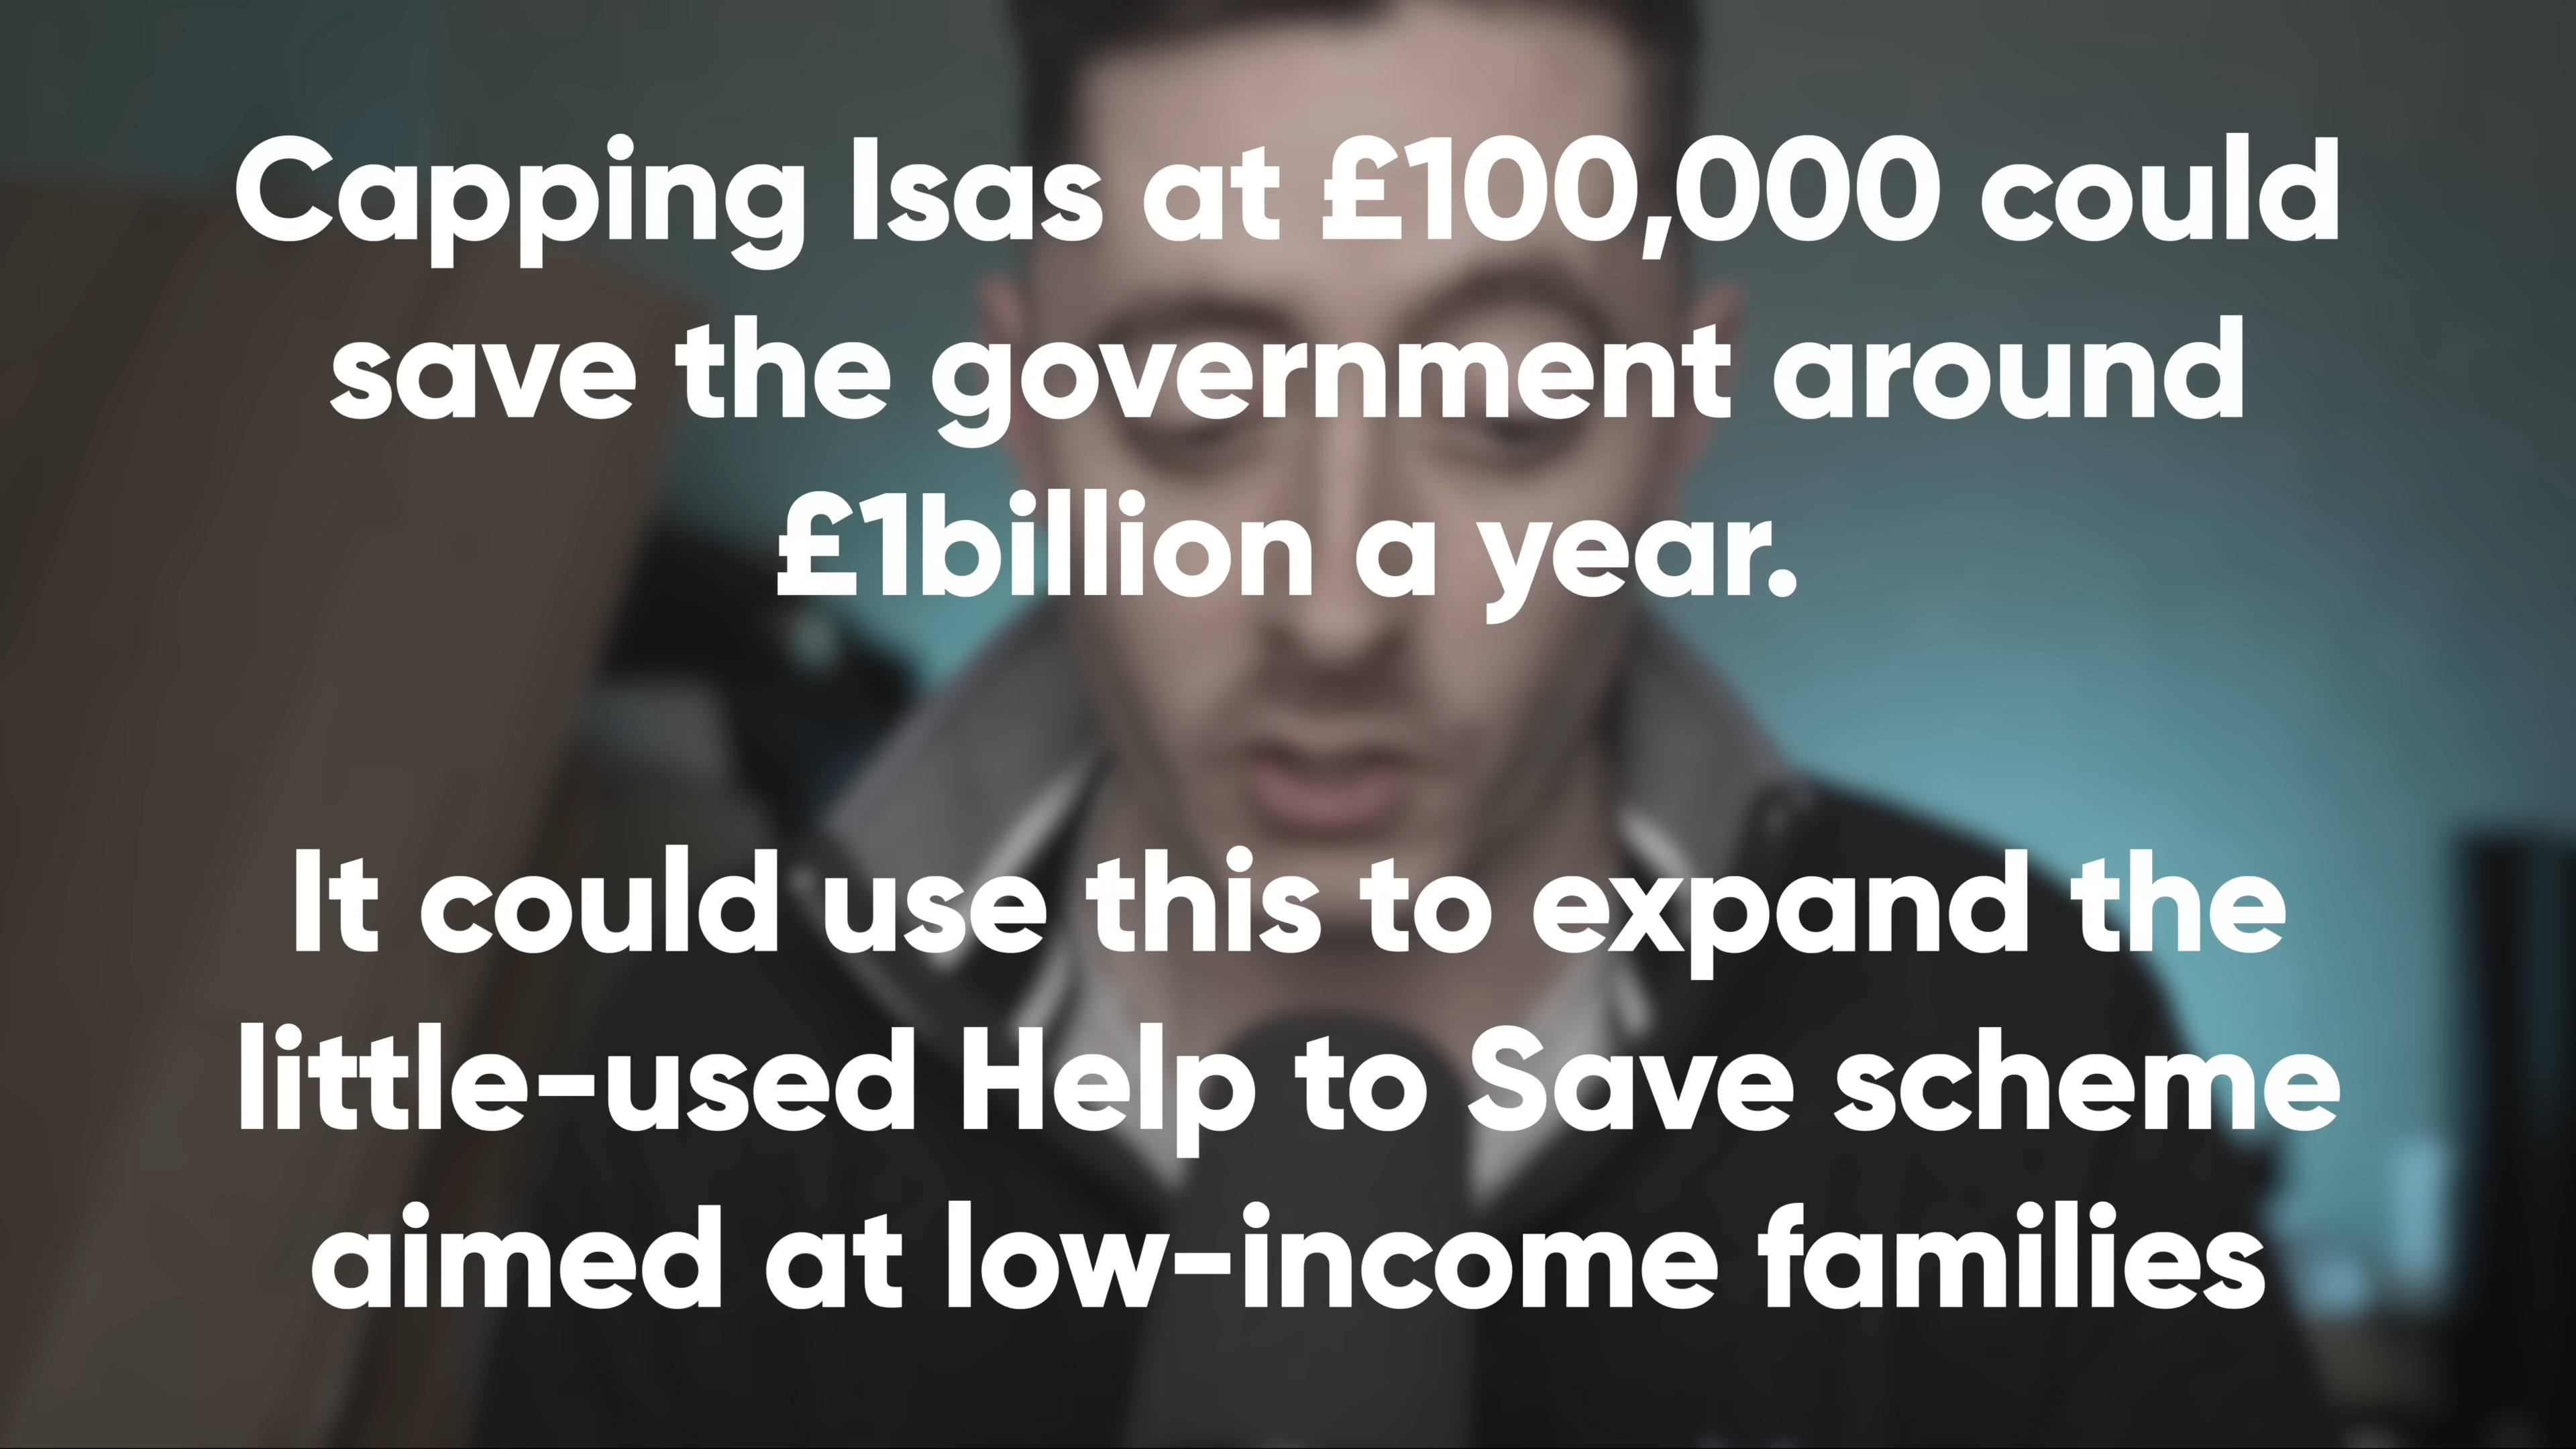 Capping Isas at £100,000 could
save the government around
£1billion a year.
It could use this to expand the
little-used Help to Save scheme
aimed at low-income families